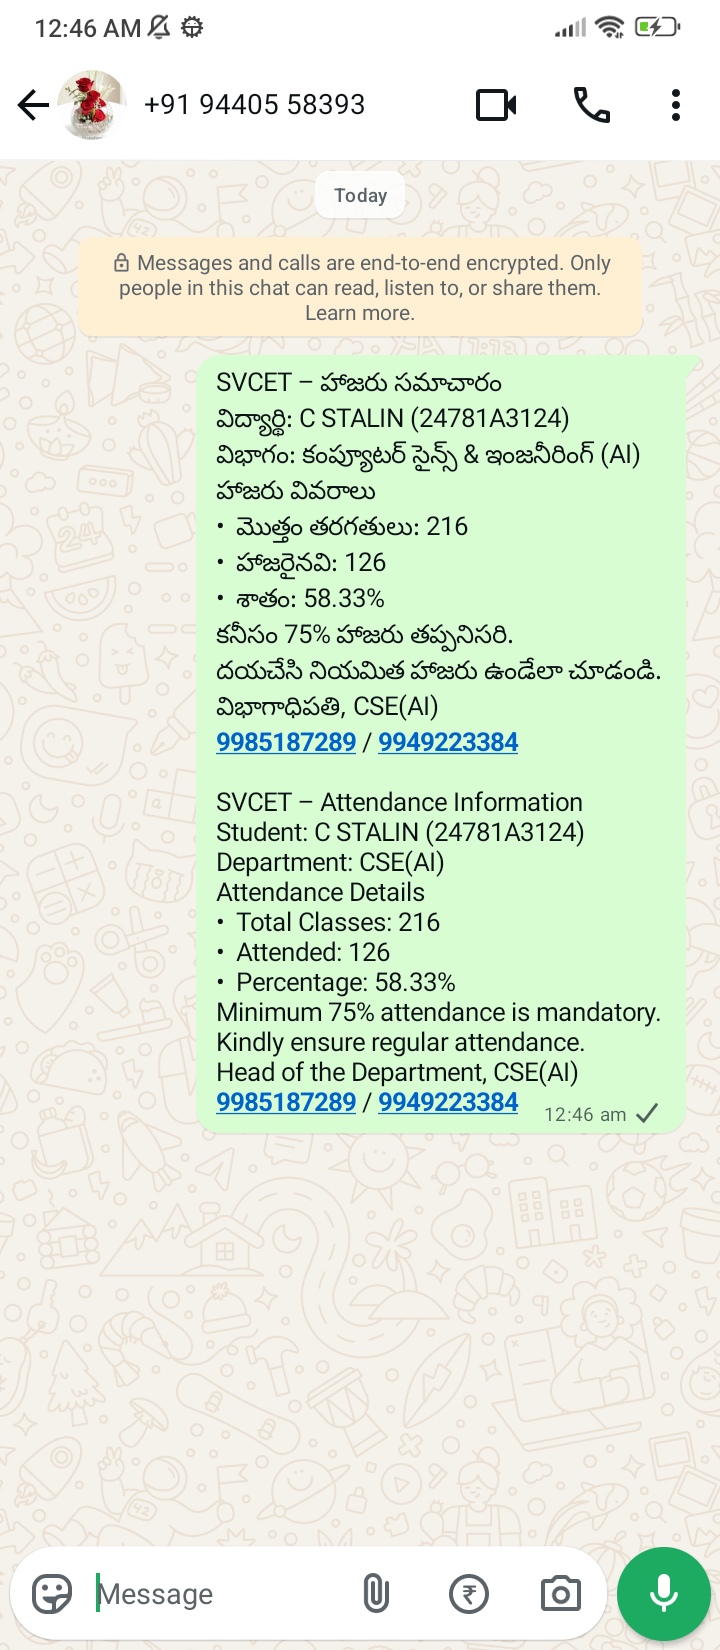 12:46 AM
+91 94405 58393
Today
Messages and calls are end-to-end encrypted. Only
people in this chat can read, listen to, or share them.
Learn more.
SVCET – హాజరు సమాచారం
విద్యార్థి: C STALIN (24781A3124)
విభాగం: కంప్యూటర్ సైన్స్ & ఇంజనీరింగ్ (AI)
హాజరు వివరాలు
• మొత్తం తరగతులు: 216
• హాజరైనవి: 126
• శాతం: 58.33%
కనీసం 75% హాజరు తప్పనిసరి.
దయచేసి నియమిత హాజరు ఉండేలా చూడండి.
విభాగాధిపతి, CSE(AI)
9985187289 / 9949223384
SVCET – Attendance Information
Student: C STALIN (24781A3124)
Department: CSE(AI)
Attendance Details
• Total Classes: 216
• Attended: 126
• Percentage: 58.33%
Minimum 75% attendance is mandatory.
Kindly ensure regular attendance.
Head of the Department, CSE(AI)
9985187289 / 9949223384
12:46 am
Message